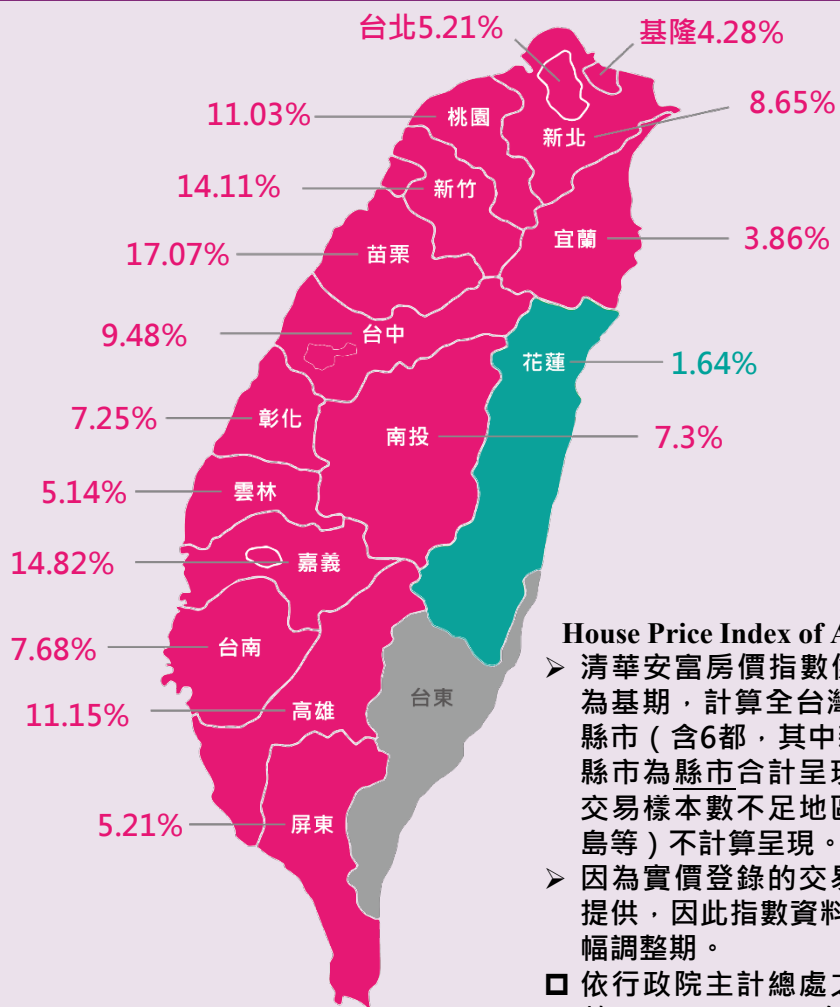 台北5.21%
基隆4.28%
11.03%
桃園
8.65%
新北
14.11%
新竹
17.07%
苗栗
宜蘭
3.86%
9.48%
台中
花蓮
1.64%
7.25%
彰化
南投
7.3%
5.14%
雲林
14.82%
嘉義
7.68%
台南
11.15%
高雄
台東
5.21%
屏東
House Price Index of A
➢ 清華安富房價指數
為基期，計算全台灣
縣市（含6都，其中
縣市為縣市合計呈現
交易樣本數不足地區
島等）不計算呈現。
➢ 因為實價登錄的交易
提供，因此指數資料
幅調整期。
依行政院主計總處